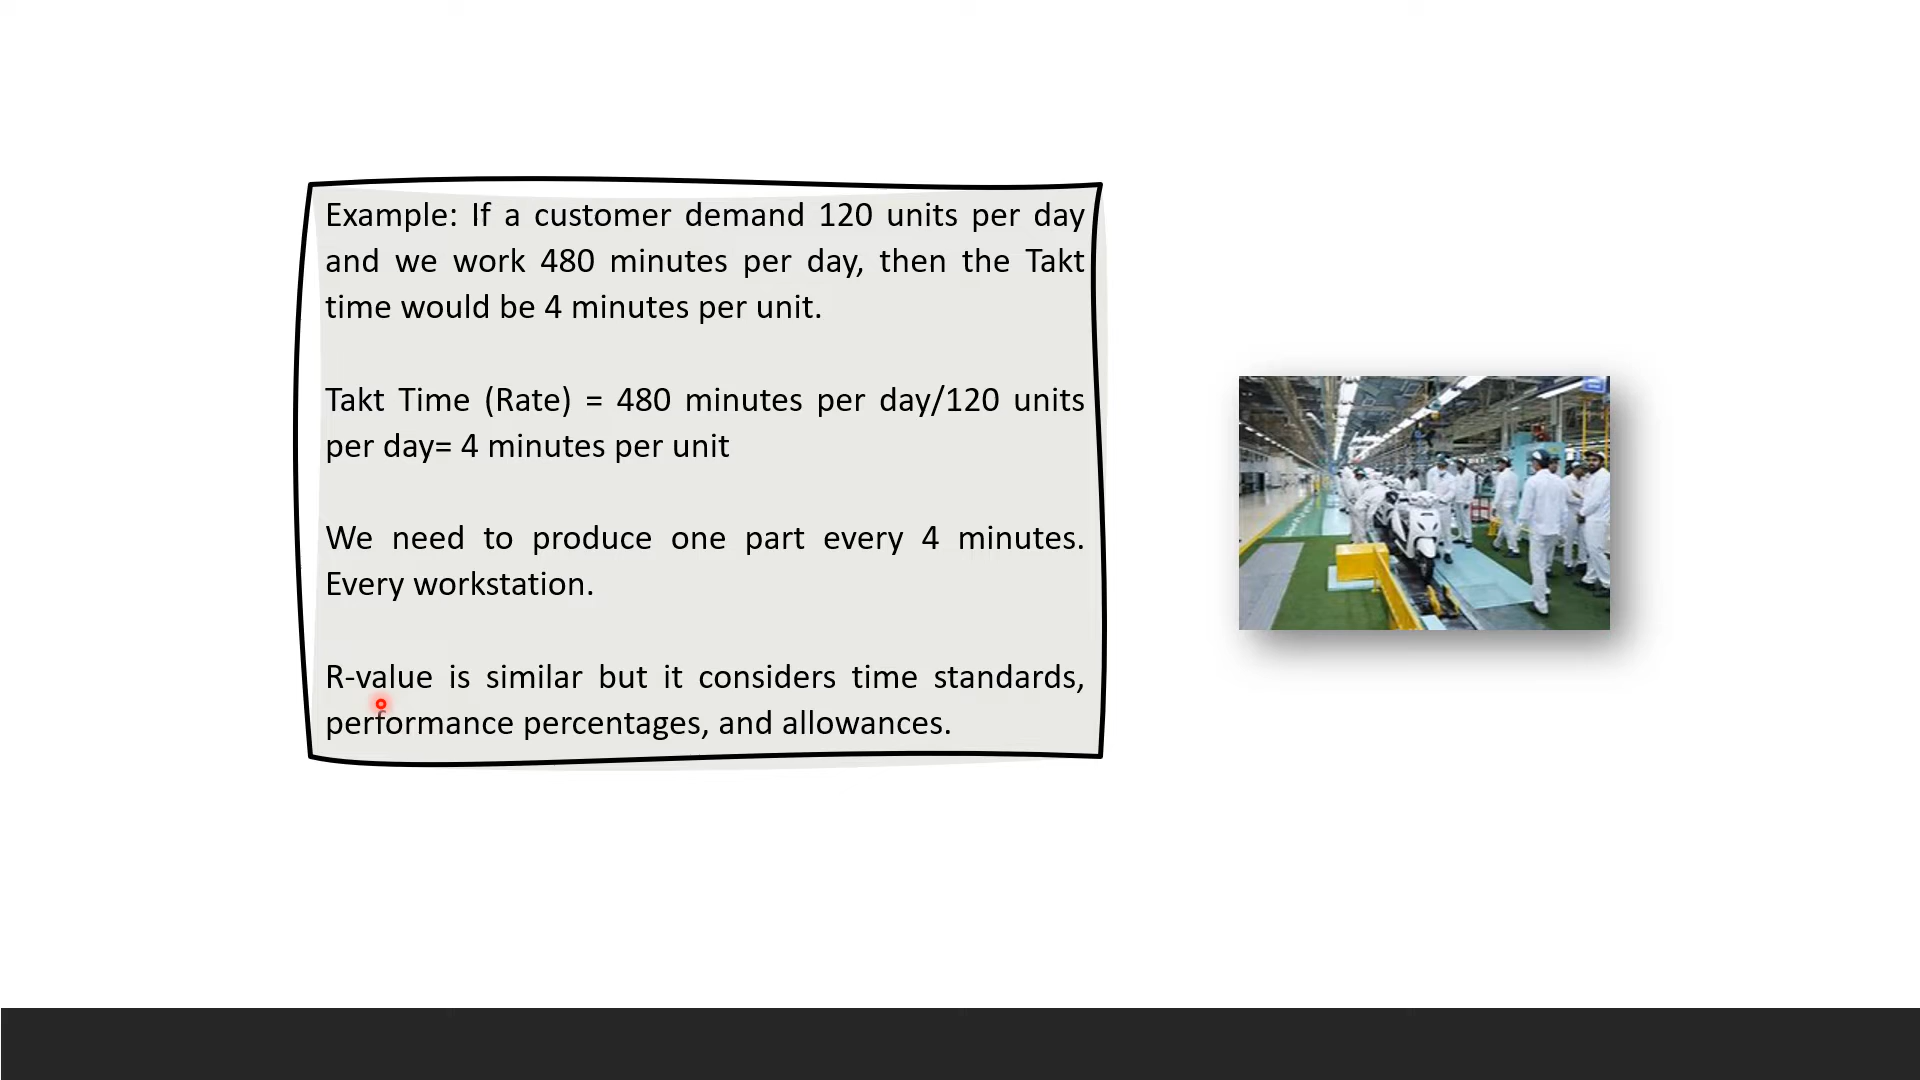 Example: If a customer demand 120 units per day
and we work 480 minutes per day, then the Takt
time would be 4 minutes per unit.
Takt Time (Rate) = 480 minutes per day/120 units
per day= 4 minutes per unit
We need to produce one part every 4 minutes.
Every workstation.
R-value is similar but it considers time standards,
performance percentages, and allowances.